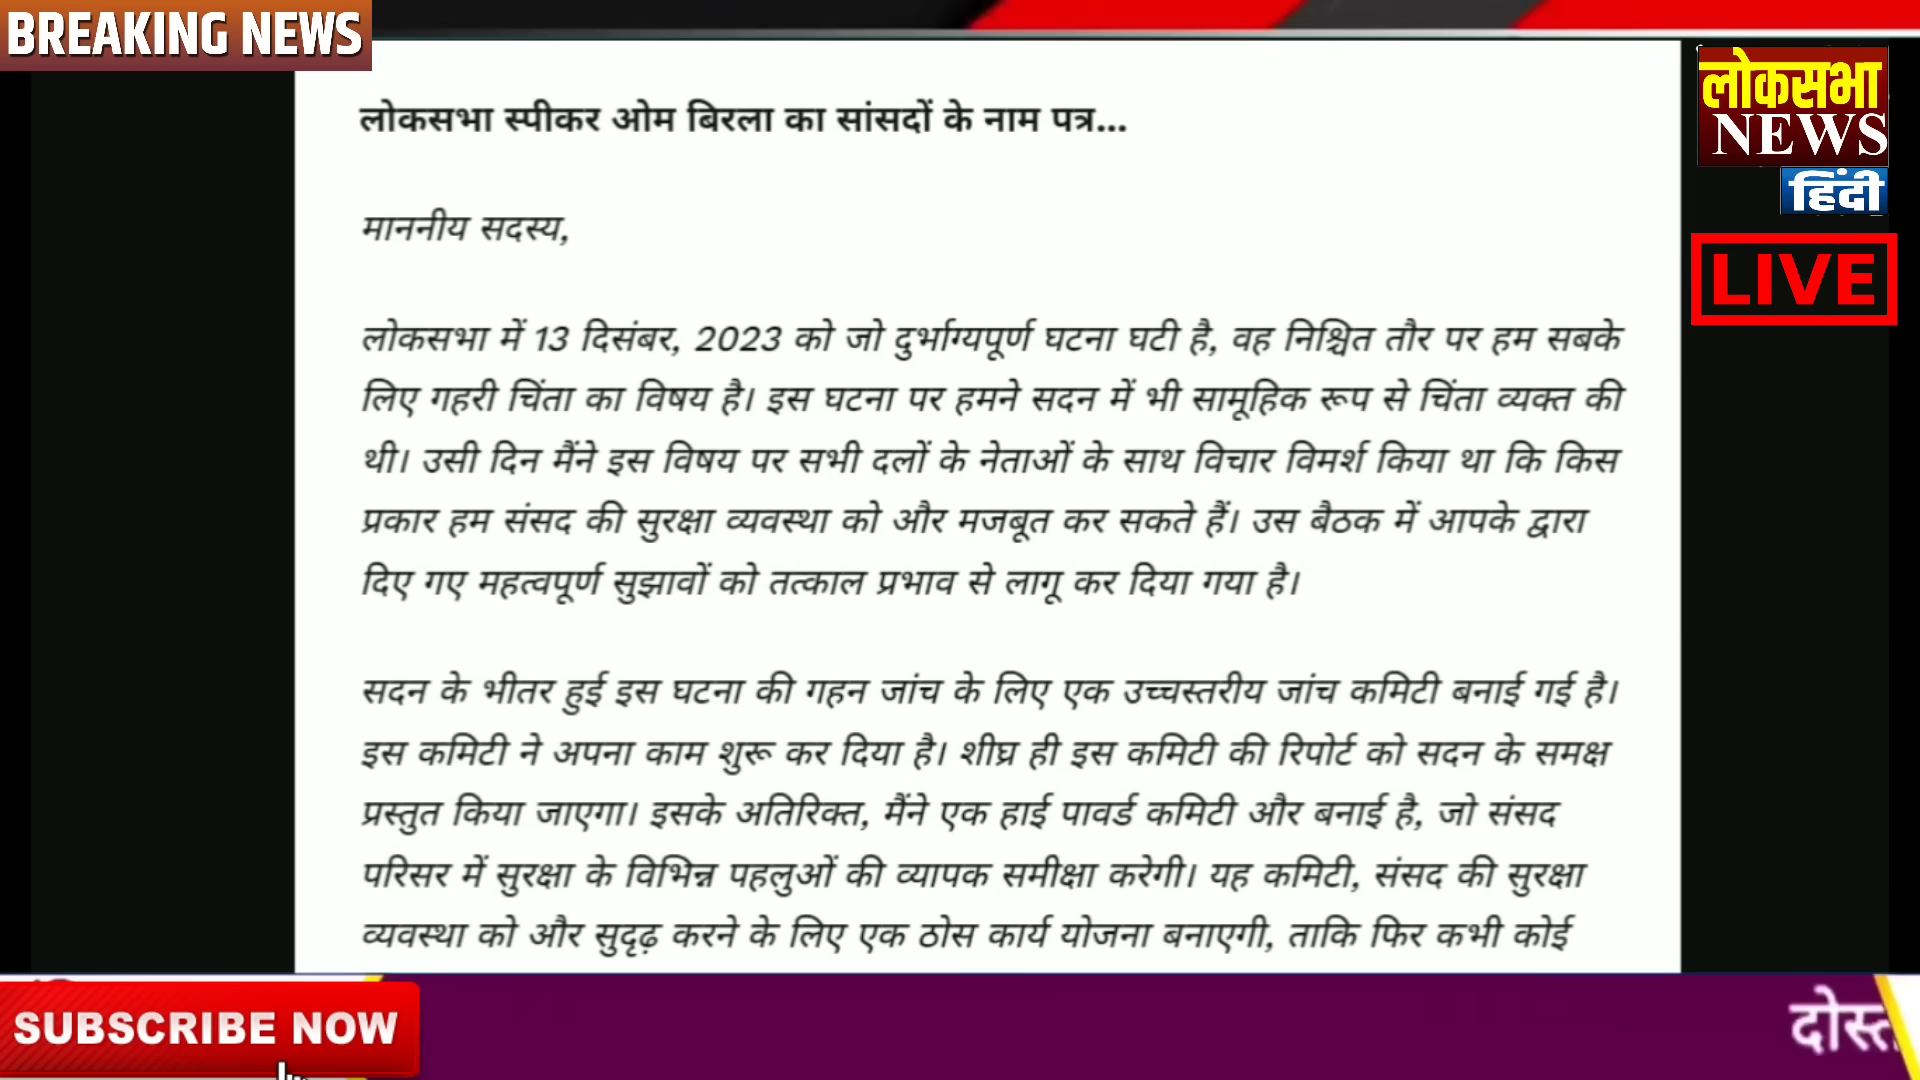 BREAKING NEWS
लोकसभा
NEWS
हिंदी
LIVE
लोकसभा स्पीकर ओम बिरला का सांसदों के नाम पत्र...
माननीय सदस्य,
लोकसभा में 13 दिसंबर, 2023 को जो दुर्भाग्यपूर्ण घटना घटी है, वह निश्चित तौर पर हम सबके
लिए गहरी चिंता का विषय है। इस घटना पर हमने सदन में भी सामूहिक रूप से चिंता व्यक्त की
थी। उसी दिन मैंने इस विषय पर सभी दलों के नेताओं के साथ विचार विमर्श किया था कि किस
प्रकार हम संसद की सुरक्षा व्यवस्था को और मजबूत कर सकते हैं। उस बैठक में आपके द्वारा
दिए गए महत्वपूर्ण सुझावों को तत्काल प्रभाव से लागू कर दिया गया है।
सदन के भीतर हुई इस घटना की गहन जांच के लिए एक उच्चस्तरीय जांच कमिटी बनाई गई है।
इस कमिटी ने अपना काम शुरू कर दिया है। शीघ्र ही इस कमिटी की रिपोर्ट को सदन के समक्ष
प्रस्तुत किया जाएगा। इसके अतिरिक्त, मैंने एक हाई पावर्ड कमिटी और बनाई है, जो संसद
परिसर में सुरक्षा के विभिन्न पहलुओं की व्यापक समीक्षा करेगी। यह कमिटी, संसद की सुरक्षा
व्यवस्था को और सुदृढ़ करने के लिए एक ठोस कार्य योजना बनाएगी, ताकि फिर कभी कोई
SUBSCRIBE NOW